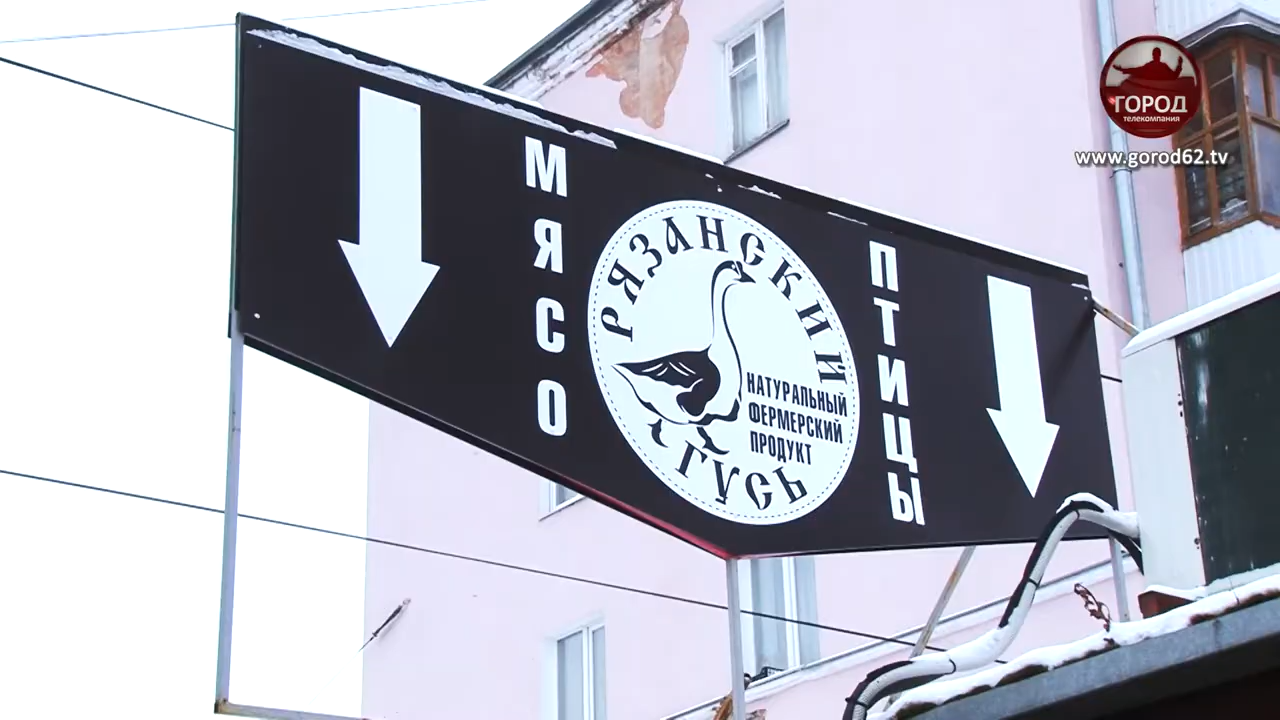 МЯСО
РЯЗАНСКИЙ
ГУСЬ
НАТУРАЛЬНЫЙ
ФЕРМЕРСКИЙ
ПРОДУКТ
ПТИЦЫ
ГОРОД
телекомпания
www.gorod62.tv